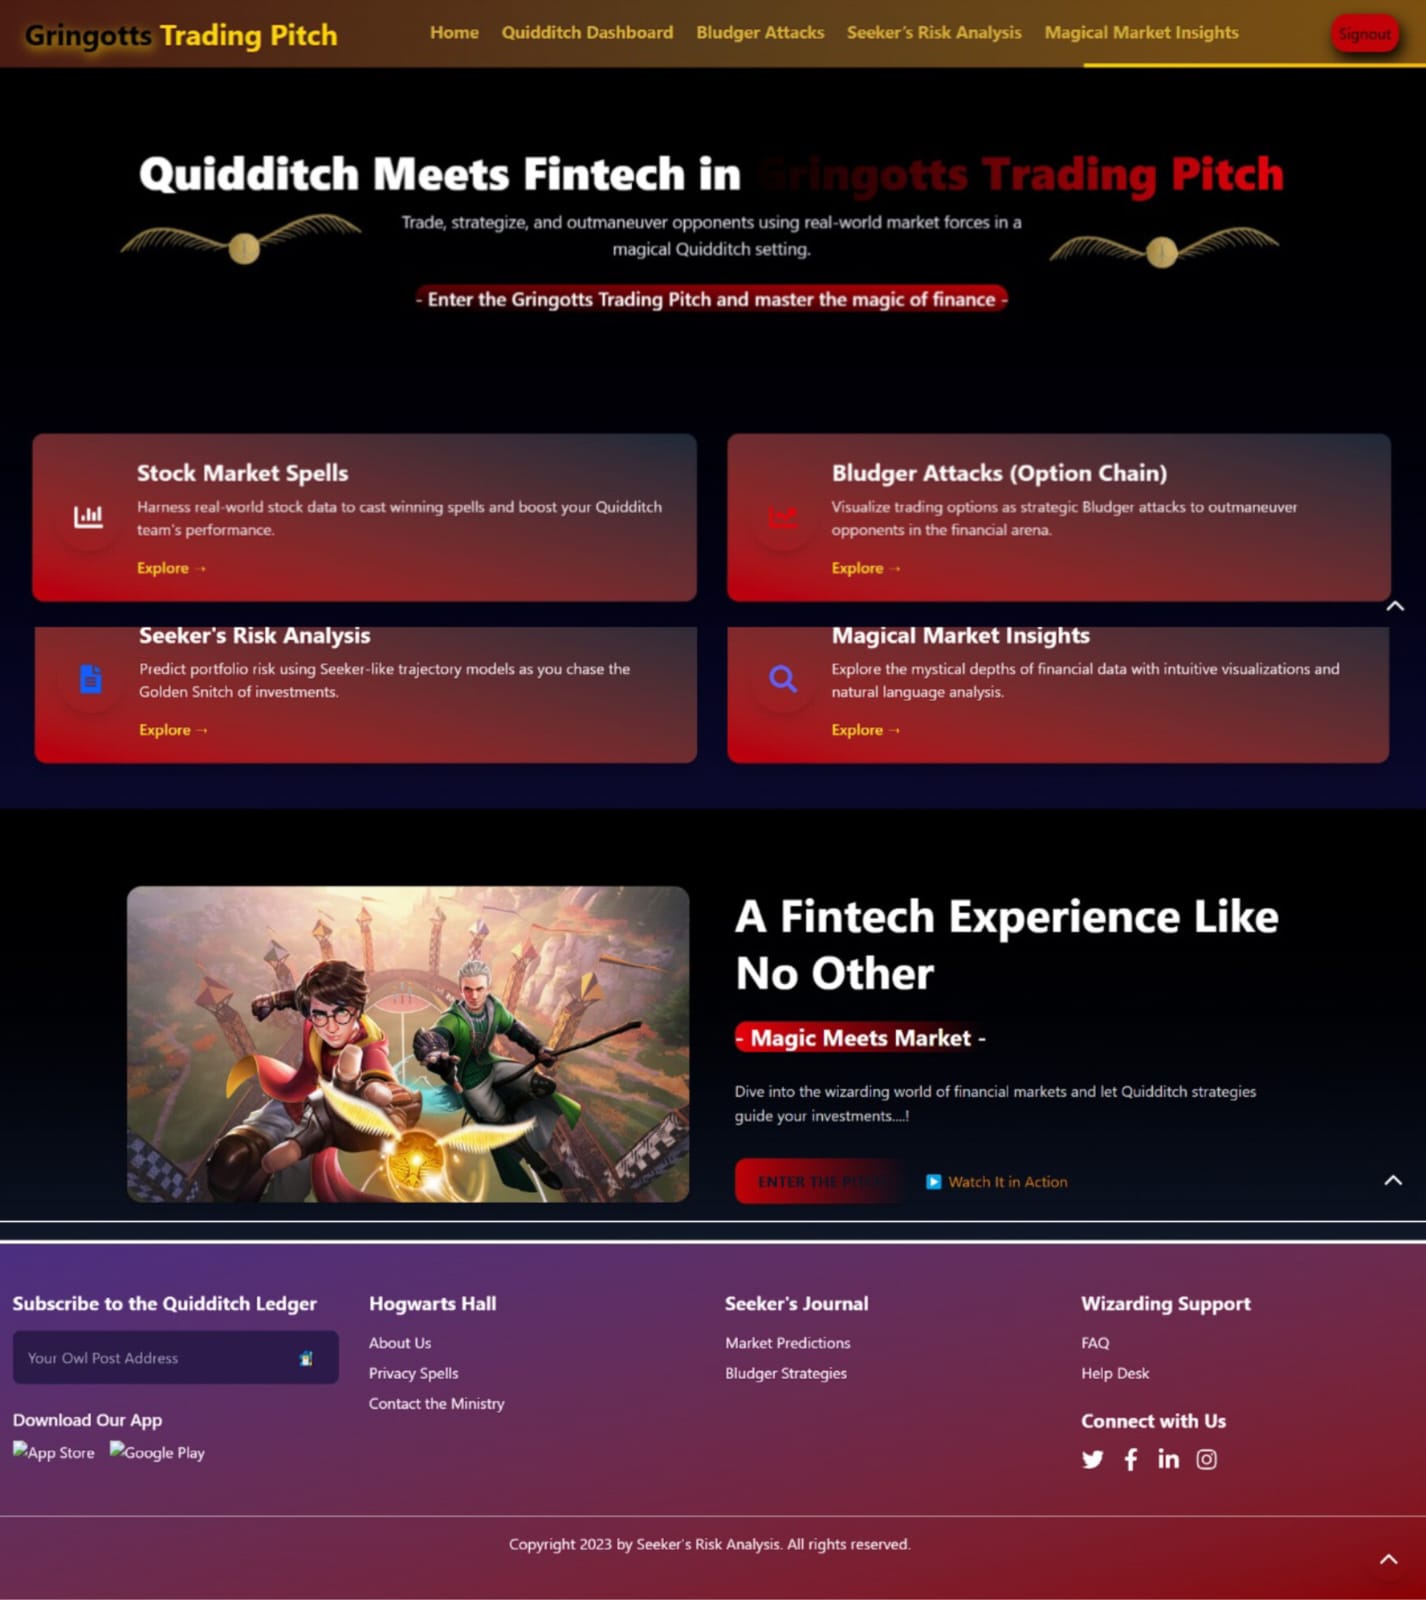 Gringotts Trading Pitch
Home
Quidditch Dashboard
Bludger Attacks
Seeker's Risk Analysis
Magical Market Insights
Signout
Quidditch Meets Fintech in Gringotts Trading Pitch
Trade, strategize, and outmaneuver opponents using real-world market forces in a
magical Quidditch setting.
- Enter the Gringotts Trading Pitch and master the magic of finance -
Stock Market Spells
Harness real-world stock data to cast winning spells and boost your Quidditch
team's performance.
Explore →
Bludger Attacks (Option Chain)
Visualize trading options as strategic Bludger attacks to outmaneuver
opponents in the financial arena.
Explore →
Seeker's Risk Analysis
Predict portfolio risk using Seeker-like trajectory models as you chase the
Golden Snitch of investments.
Explore →
Magical Market Insights
Explore the mystical depths of financial data with intuitive visualizations and
natural language analysis.
Explore →
A Fintech Experience Like
No Other
- Magic Meets Market -
Dive into the wizarding world of financial markets and let Quidditch strategies
guide your investments....!
ENTER THE
Watch It in Action
Subscribe to the Quidditch Ledger
Your Owl Post Address
Download Our App
App Store
Google Play
Hogwarts Hall
About Us
Privacy Spells
Contact the Ministry
Seeker's Journal
Market Predictions
Bludger Strategies
Wizarding Support
FAQ
Help Desk
Connect with Us
Copyright 2023 by Seeker's Risk Analysis. All rights reserved.